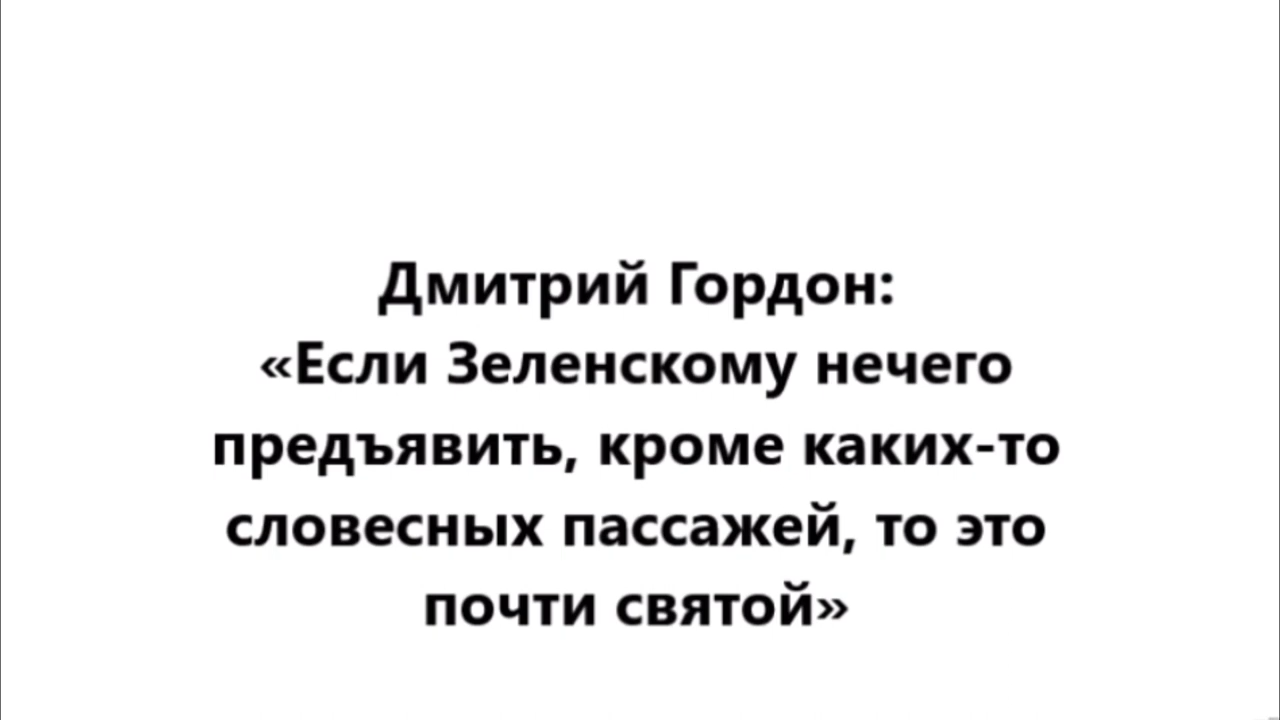 Дмитрий Гордон:
«Если Зеленскому нечего
предъявить, кроме каких-то
словесных пассажей, то это
почти святой»